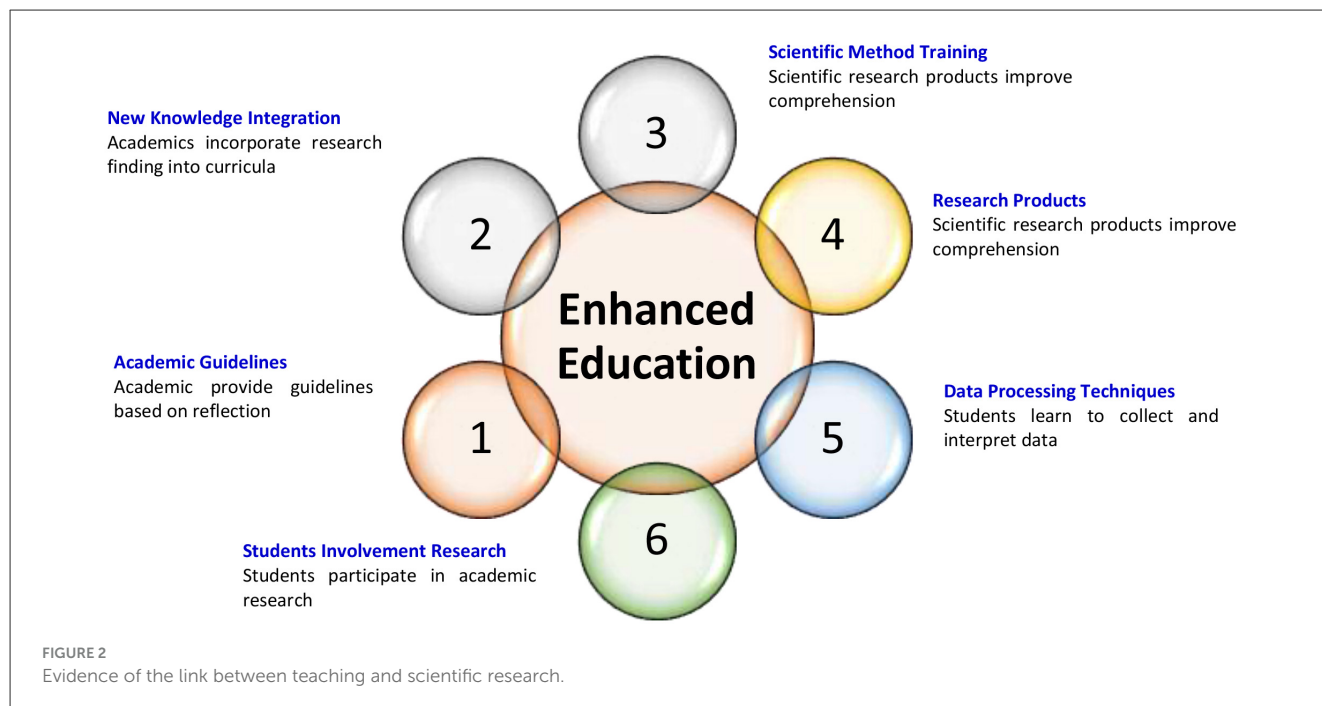 Scientific Method Training
Scientific research products improve
comprehension
3
New Knowledge Integration
Academics incorporate research
finding into curricula
2
Research Products
Scientific research products improve
comprehension
4
Enhanced
Education
Academic Guidelines
Academic provide guidelines
based on reflection
1
Data Processing Techniques
Students learn to collect and
interpret data
5
Students Involvement Research
Students participate in academic
research
6
FIGURE 2
Evidence of the link between teaching and scientific research.